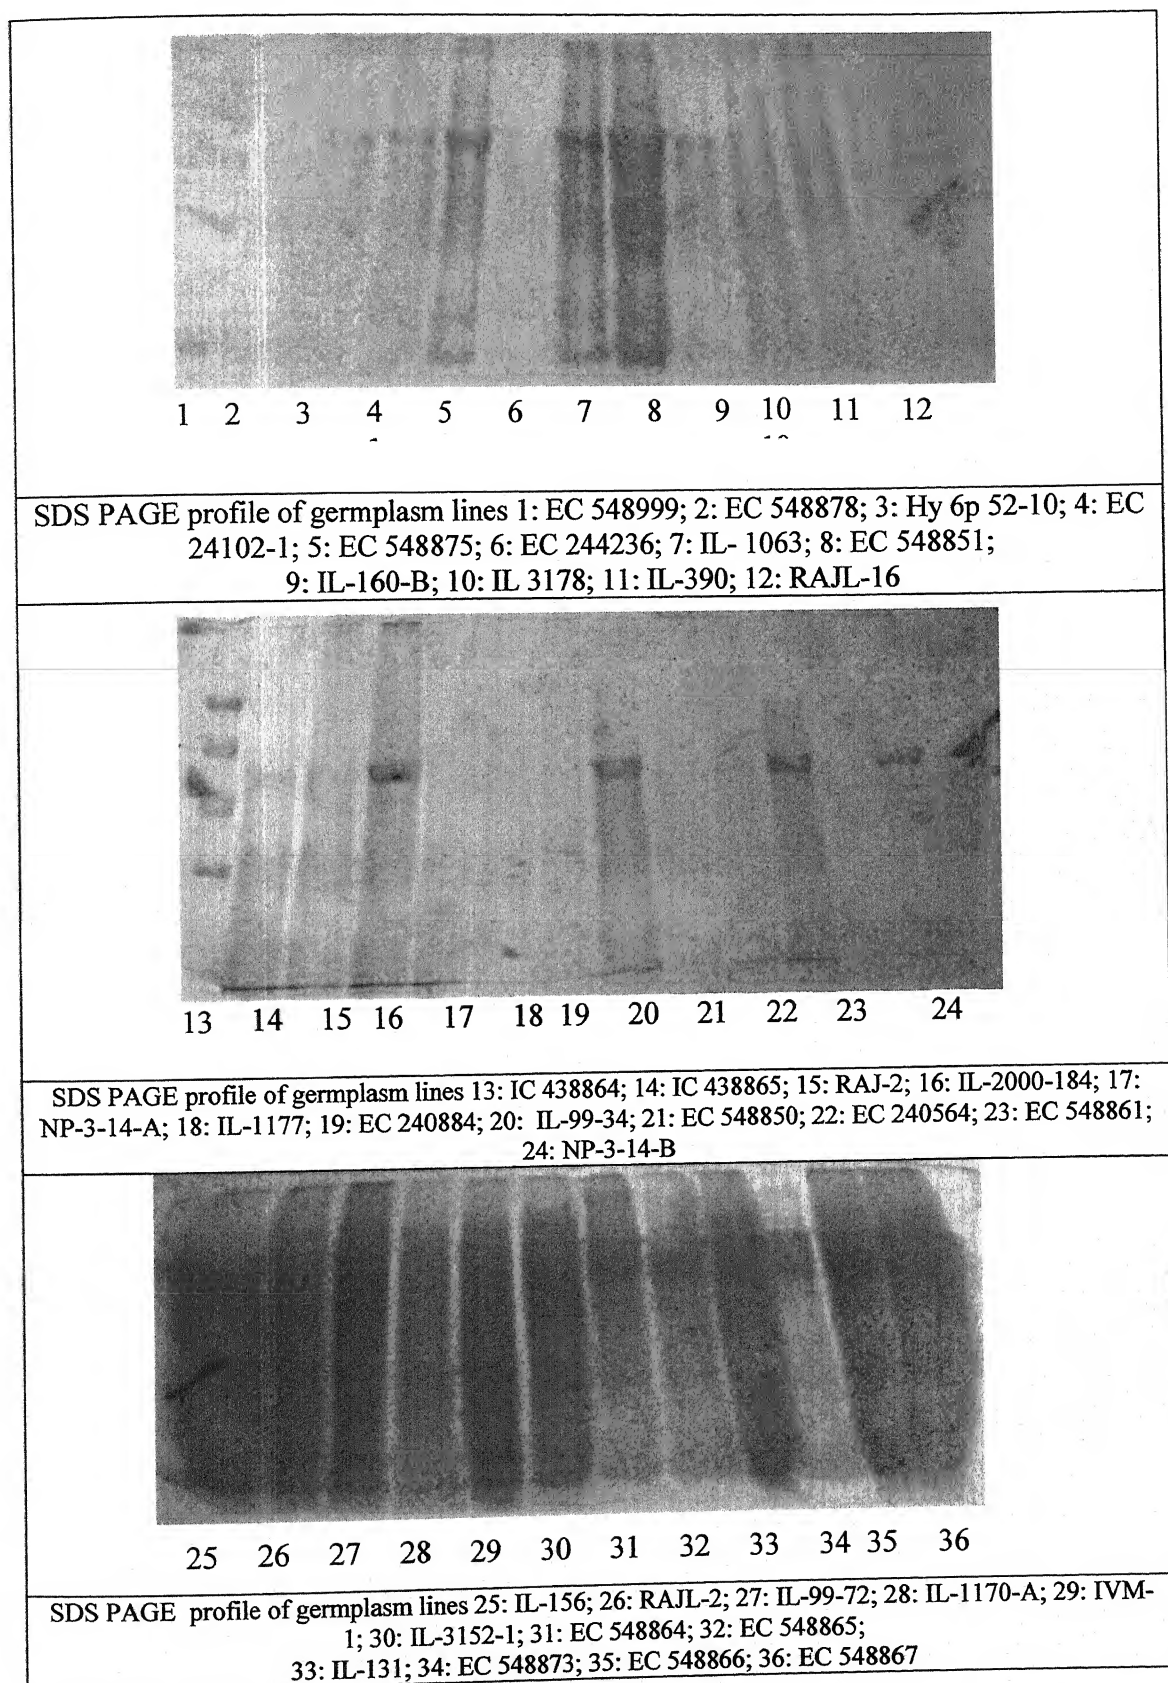 1 2 3 4 5 6 7 8 9 10 11 12
SDS PAGE profile of germplasm lines 1: EC 548999; 2: EC 548878; 3: Hy 6p 52-10; 4: EC
24102-1; 5: EC 548875; 6: EC 244236; 7: IL- 1063; 8: EC 548851;
9: IL-160-B; 10: IL 3178; 11: IL-390; 12: RAJL-16
13 14 15 16 17 18 19 20 21 22 23 24
SDS PAGE profile of germplasm lines 13: IC 438864; 14: IC 438865; 15: RAJ-2; 16: IL-2000-184; 17:
NP-3-14-A; 18: IL-1177; 19: EC 240884; 20: IL-99-34; 21: EC 548850; 22: EC 240564; 23: EC 548861;
24: NP-3-14-B
25 26 27 28 29 30 31 32 33 34 35 36
SDS PAGE profile of germplasm lines 25: IL-156; 26: RAJL-2; 27: IL-99-72; 28: IL-1170-A; 29: IVM-
1; 30: IL-3152-1; 31: EC 548864; 32: EC 548865;
33: IL-131; 34: EC 548873; 35: EC 548866; 36: EC 548867